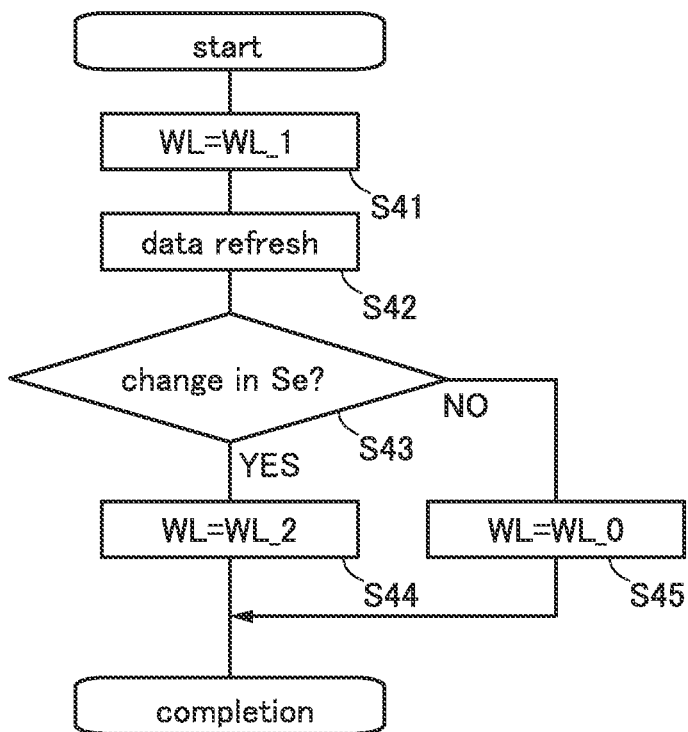 start
WL=WL_1
S41
data refresh
S42
change in Se?
NO
S43
YES
WL=WL_2
WL=WL_0
S44
S45
completion